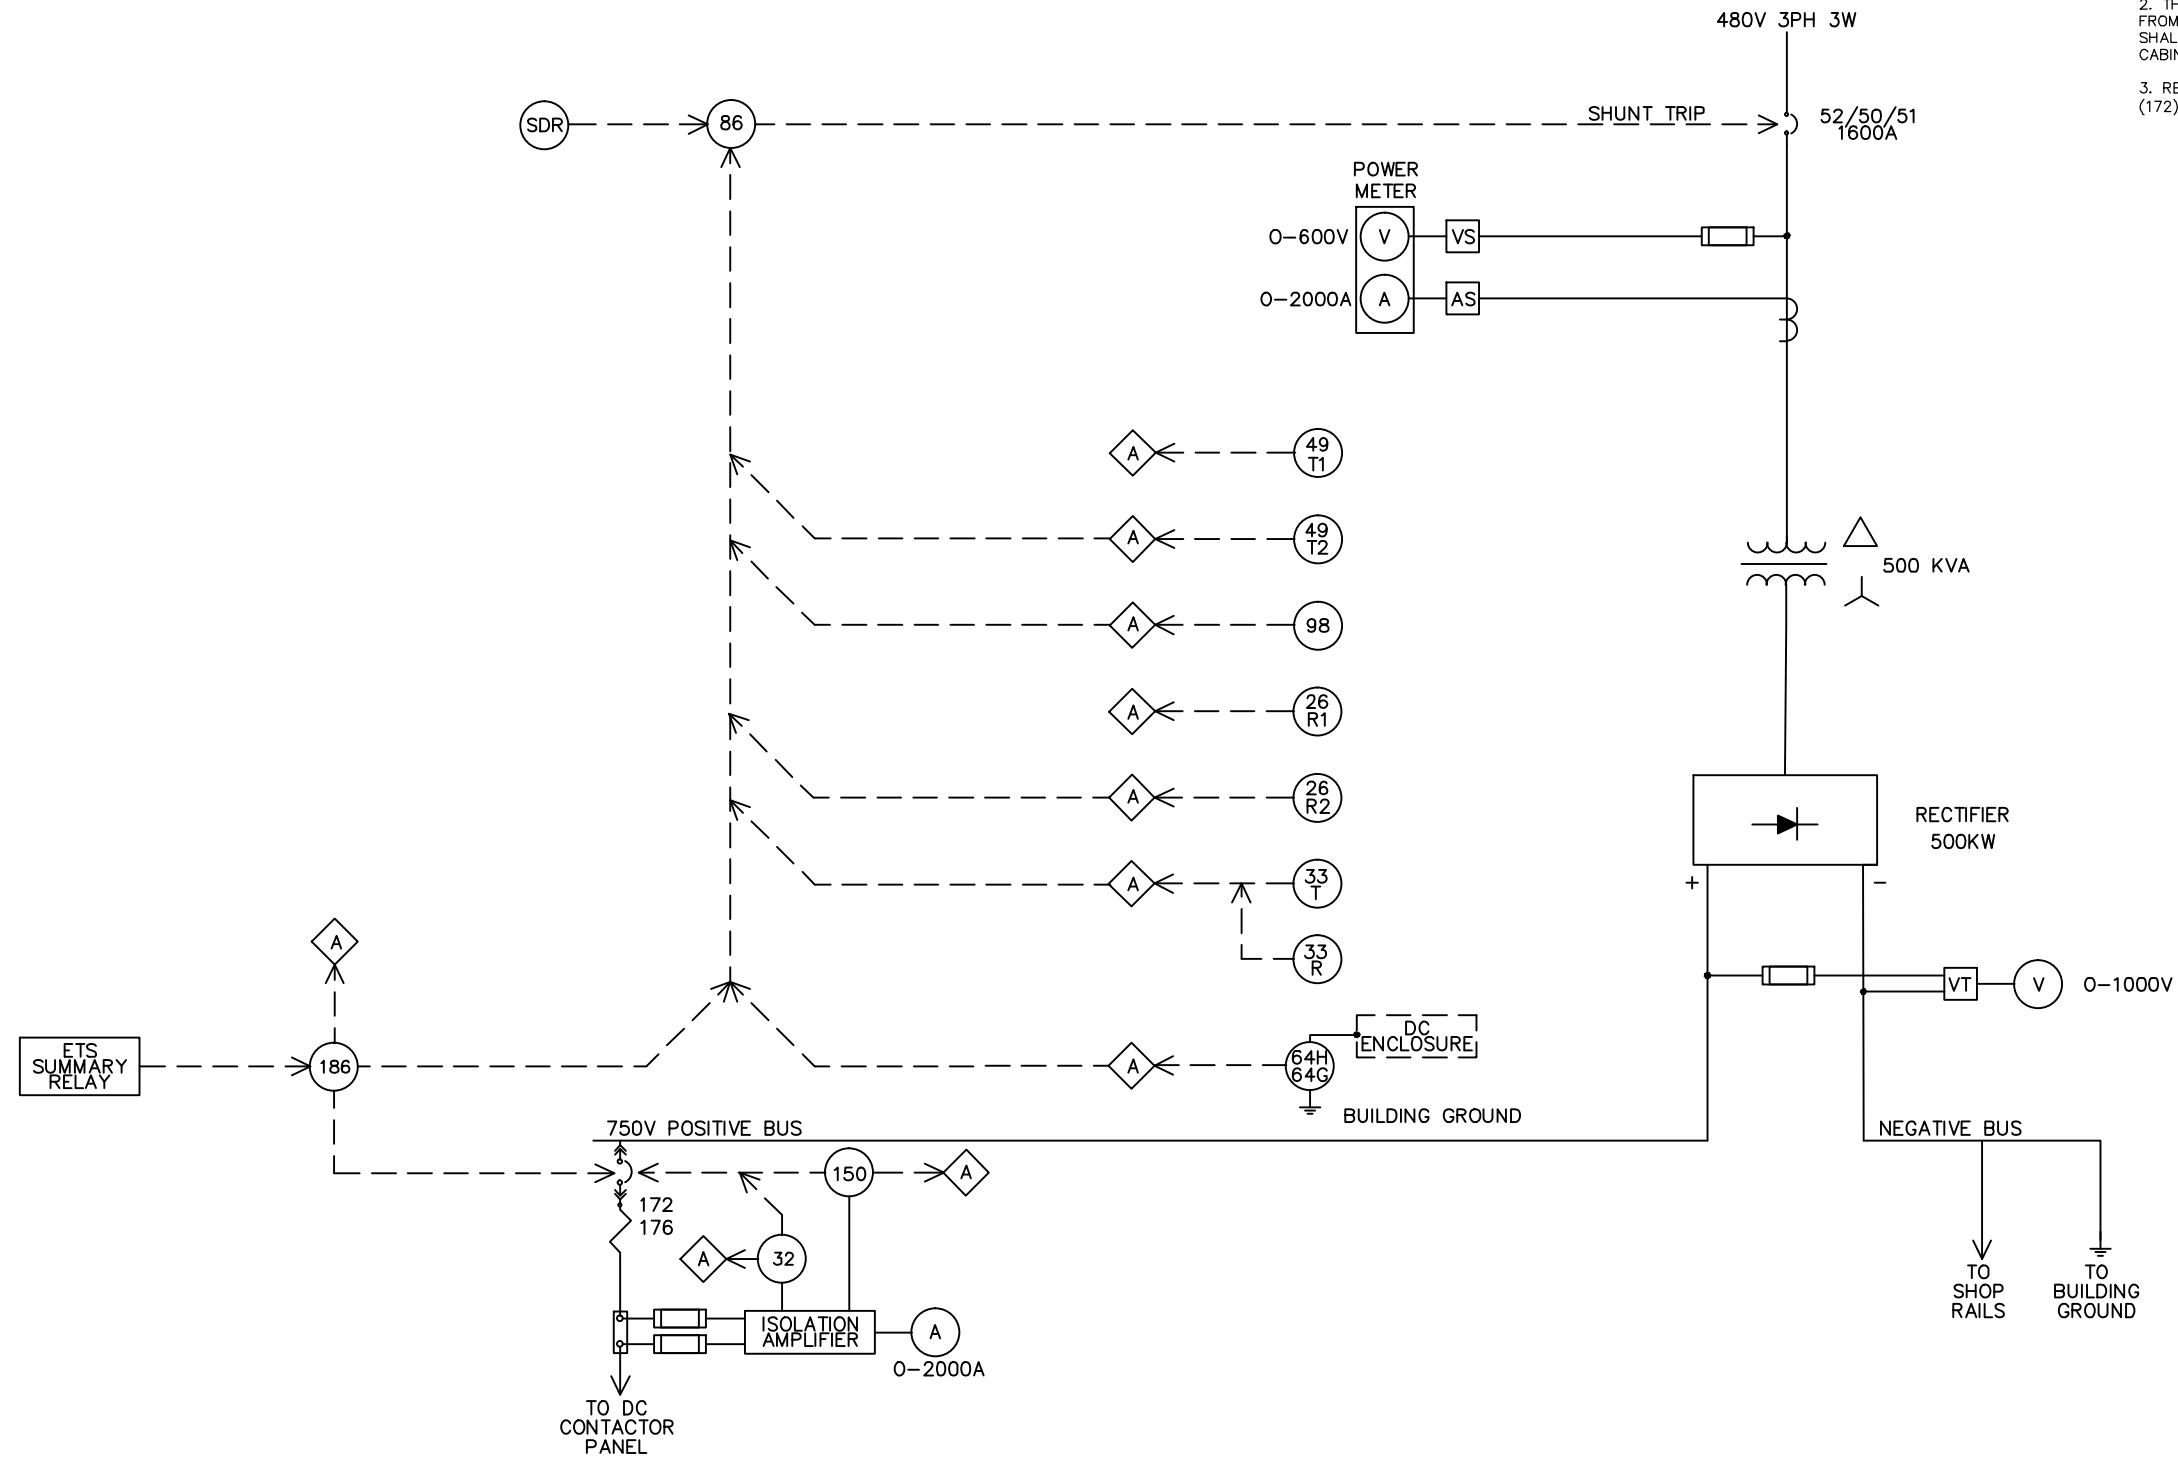 480V 3PH 3W
2. TH
FROM
SHAL
CABIN
3. RE
(172)
SDR
86
SHUNT TRIP
52/50/51
1600A
POWER
METER
0-600V
V
VS
0-2000A
A
AS
A
49
T1
A
49
T2
500 KVA
A
98
A
26
R1
A
26
R2
RECTIFIER
500KW
A
33
T
+
-
A
33
R
VT
V
0-1000V
ETS
SUMMARY
RELAY
186
A
64H
64G
DC
ENCLOSURE
BUILDING GROUND
750V POSITIVE BUS
NEGATIVE BUS
150
A
172
176
A
32
ISOLATION
AMPLIFIER
A
0-2000A
TO
SHOP
RAILS
TO
BUILDING
GROUND
TO DC
CONTACTOR
PANEL